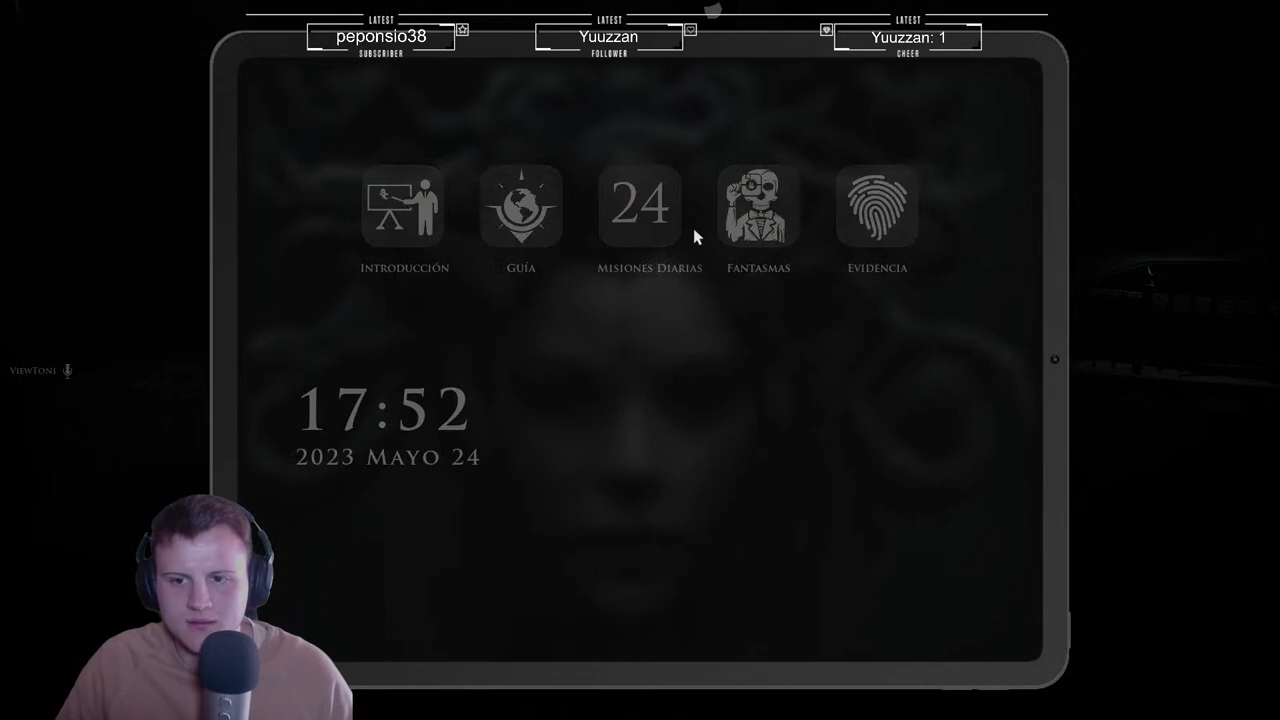 LATEST
peponsio38
SUBSCRIBER
LATEST
Yuuzzan
FOLLOWER
LATEST
Yuuzzan: 1
CHEER
24
Introducción
Guía
Misiones Diarias
Fantasmas
Evidencia
ViewToni
17:52
2023 Mayo 24